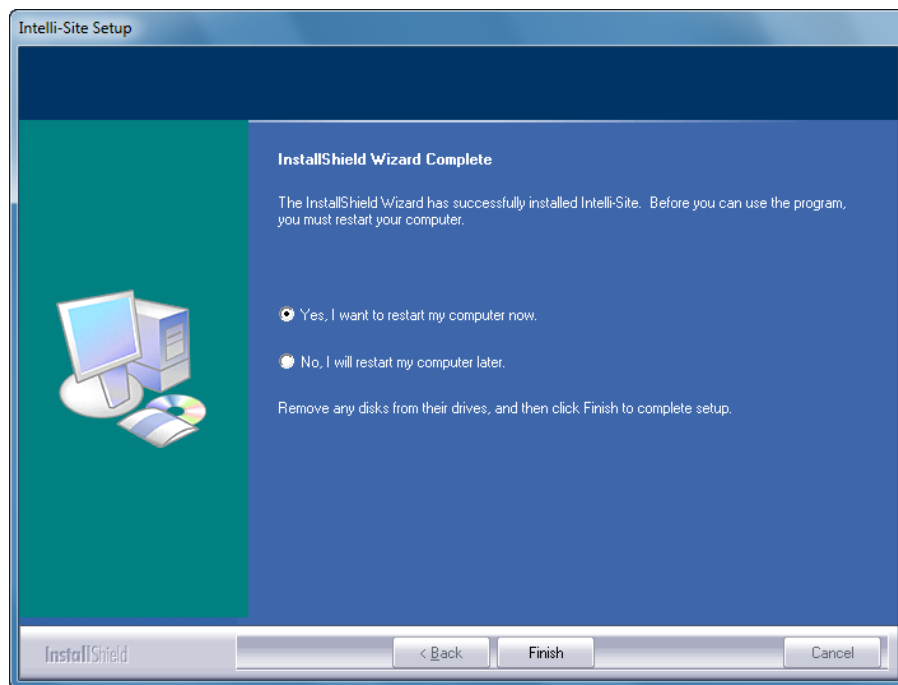 Intelli-Site Setup
InstallShield Wizard Complete
The InstallShield Wizard has successfully installed Intelli-Site.  Before you can use the program,
you must restart your computer.
Yes, I want to restart my computer now.
No, I will restart my computer later.
Remove any disks from their drives, and then click Finish to complete setup.
InstallShield
< Back
Finish
Cancel